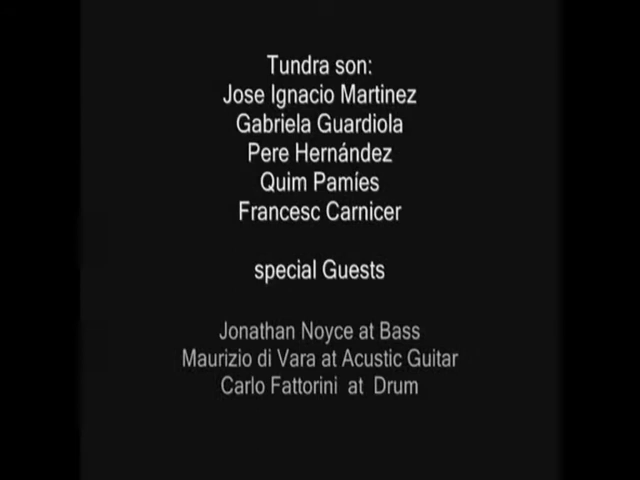 Tundra son:
Jose Ignacio Martinez
Gabriela Guardiola
Pere Hernández
Quim Pamíes
Francesc Carnicer
special Guests
Jonathan Noyce at Bass
Maurizio di Vara at Acustic Guitar
Carlo Fattorini at Drum